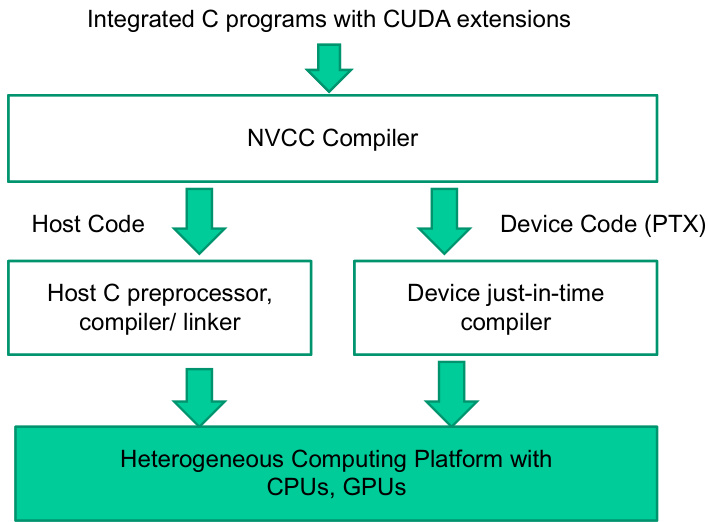 Integrated C programs with CUDA extensions
NVCC Compiler
Host Code
Device Code (PTX)
Host C preprocessor,
compiler/ linker
Device just-in-time
compiler
Heterogeneous Computing Platform with
CPUs, GPUs